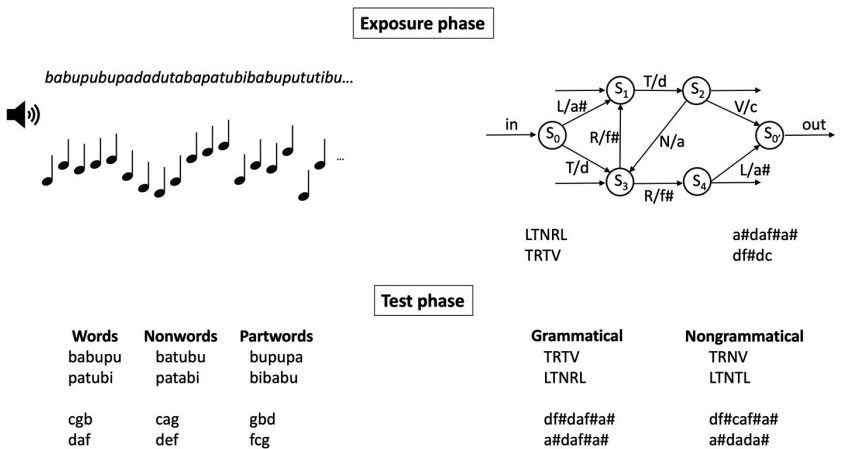 Exposure phase
babupubupadadutabapatubibabupututibu...
...
in
L/a#
T/d
R/f#
T/d
N/a
R/f#
V/c
L/a#
out
S0
S1
S2
S3
S4
S0'
LTNRL a#daf#a#
TRTV df#dc
Test phase
Words Nonwords Partwords
babupu batubu bupupa
patubi patabi bibabu
cgb cag gbd
daf def fcg
Grammatical Nongrammatical
TRTV TRNV
LTNRL LTNTL
df#daf#a# df#caf#a#
a#daf#a# a#dada#